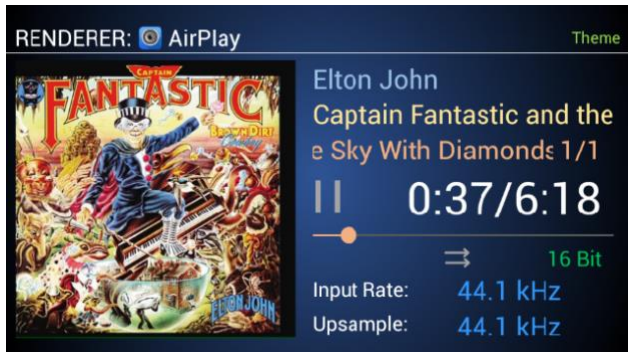 RENDERER: AirPlay
Theme
CAPTAIN
FANTASTIC
BROWN DIRT
Cowboy
ELTON JOHN
Elton John
Captain Fantastic and the
e Sky With Diamonds 1/1
0:37/6:18
16 Bit
Input Rate: 44.1 kHz
Upsample: 44.1 kHz